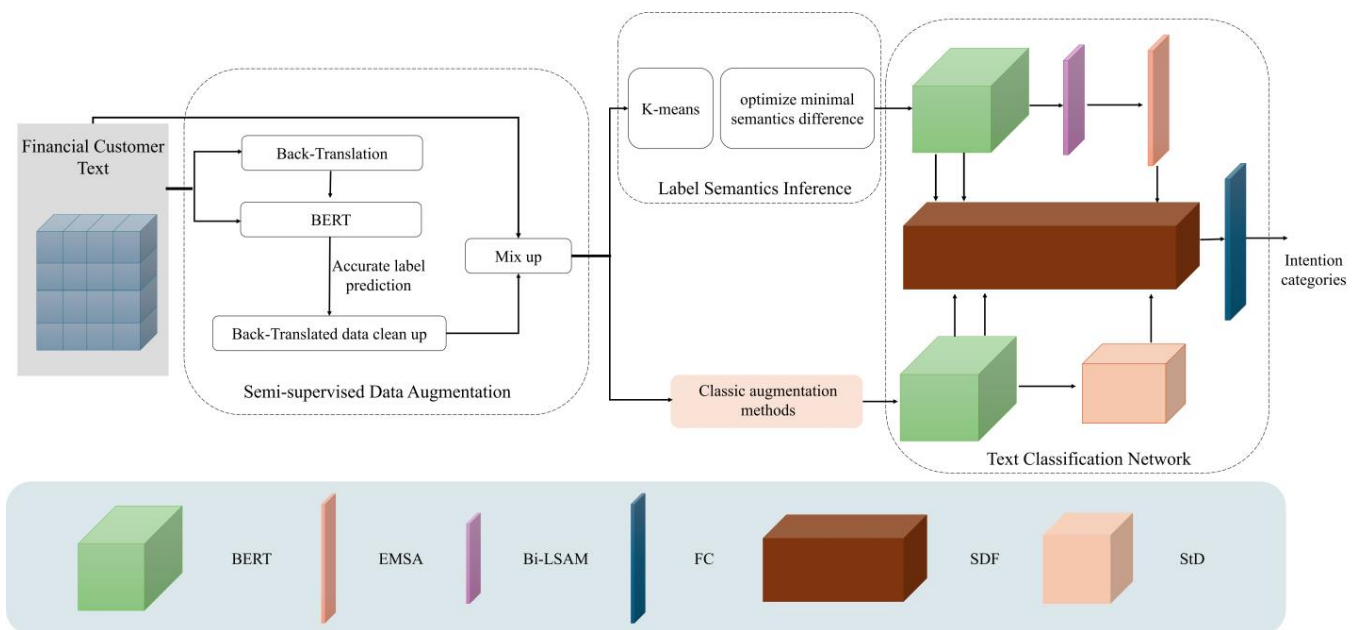 Financial Customer
Text
Back-Translation
BERT
Accurate label
prediction
Back-Translated data clean up
Mix up
Semi-supervised Data Augmentation
K-means
optimize minimal
semantics difference
Label Semantics Inference
Classic augmentation
methods
Intention
categories
Text Classification Network
BERT
EMSA
Bi-LSAM
FC
SDF
StD